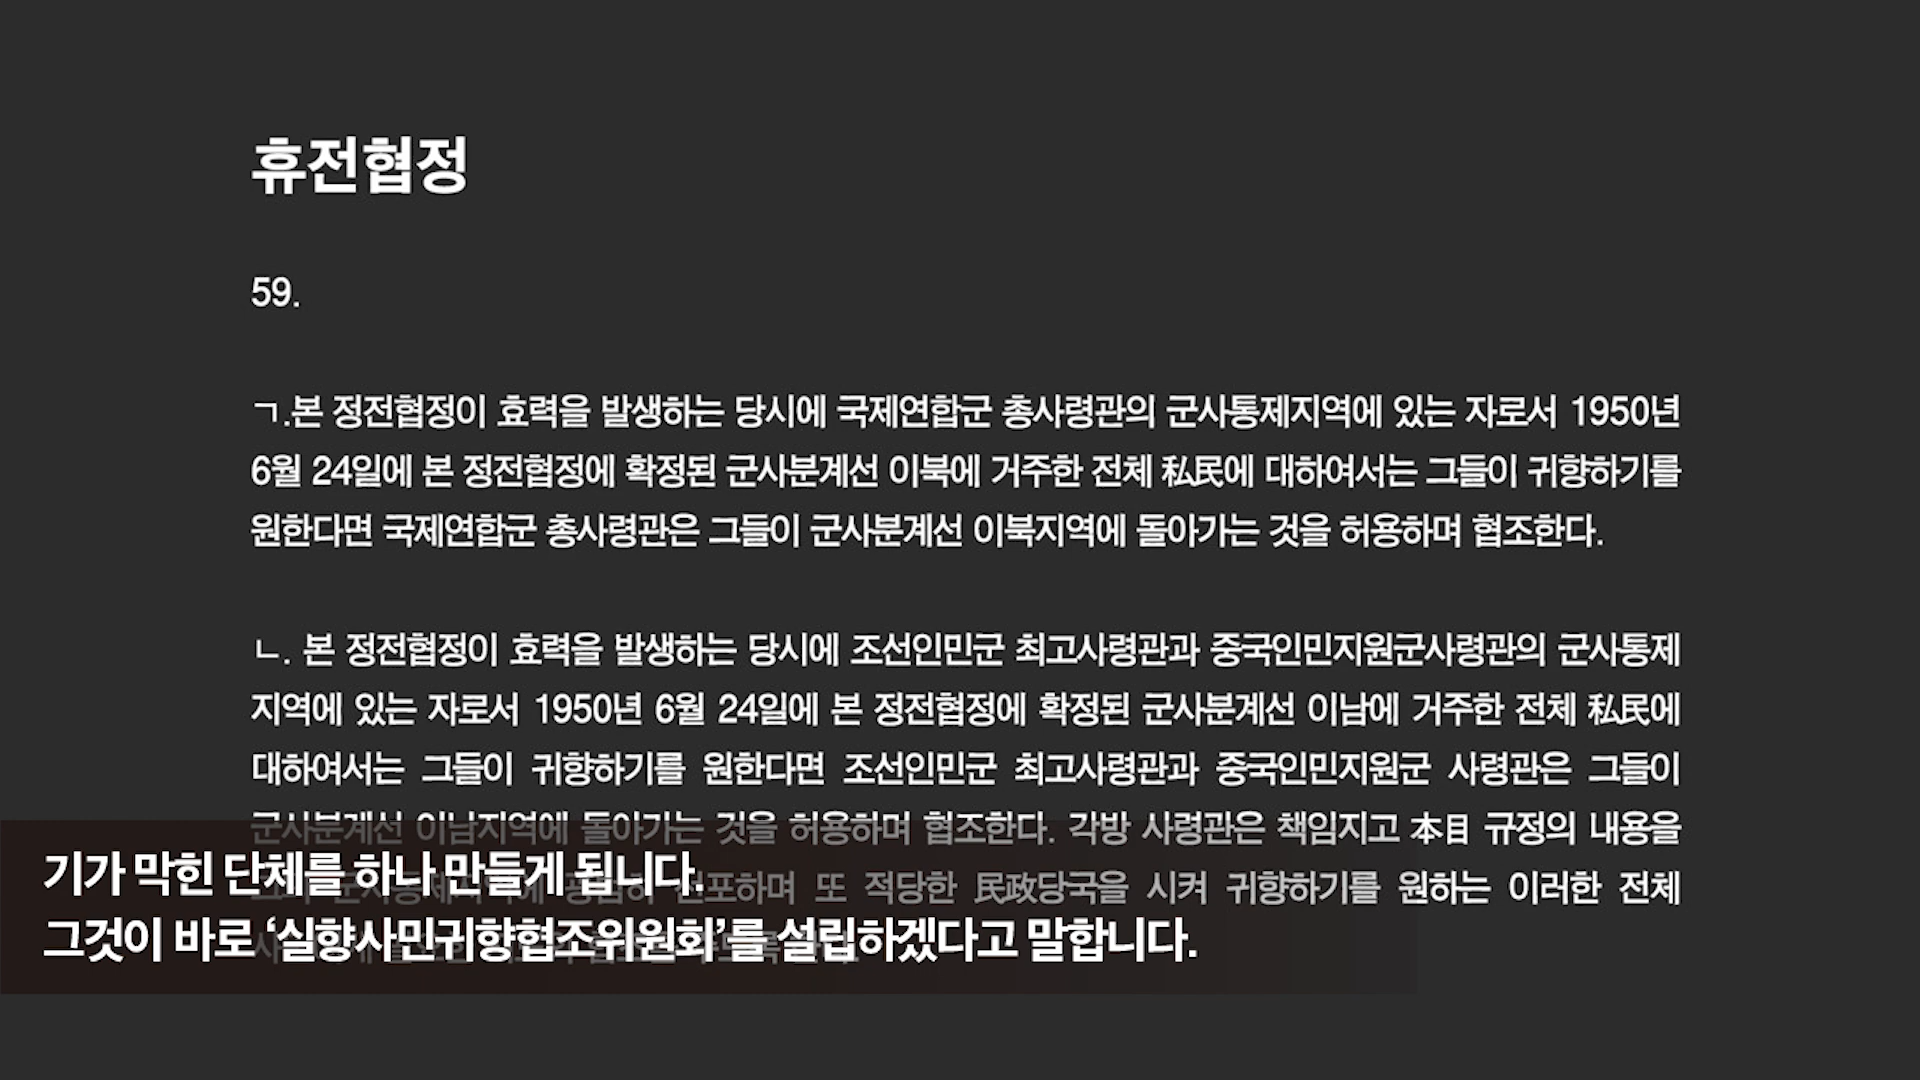 휴전협정
59.
ㄱ.본 정전협정이 효력을 발생하는 당시에 국제연합군 총사령관의 군사통제지역에 있는 자로서 1950년
6월 24일에 본 정전협정에 확정된 군사분계선 이북에 거주한 전체 私民에 대하여서는 그들이 귀향하기를
원한다면 국제연합군 총사령관은 그들이 군사분계선 이북지역에 돌아가는 것을 허용하며 협조한다.
ㄴ. 본 정전협정이 효력을 발생하는 당시에 조선인민군 최고사령관과 중국인민지원군사령관의 군사통제
지역에 있는 자로서 1950년 6월 24일에 본 정전협정에 확정된 군사분계선 이남에 거주한 전체 私民에
대하여서는 그들이 귀향하기를 원한다면 조선인민군 최고사령관과 중국인민지원군 사령관은 그들이
군사분계선 이남지역에 돌아가는 것을 허용하며 협조한다. 각방 사령관은 책임지고 本目 규정의 내용을
또 적당한 民政당국을 시켜 귀향하기를 원하는 이러한 전체
기가 막힌 단체를 하나 만들게 됩니다.
그것이 바로 ‘실향사민귀향협조위원회’를 설립하겠다고 말합니다.